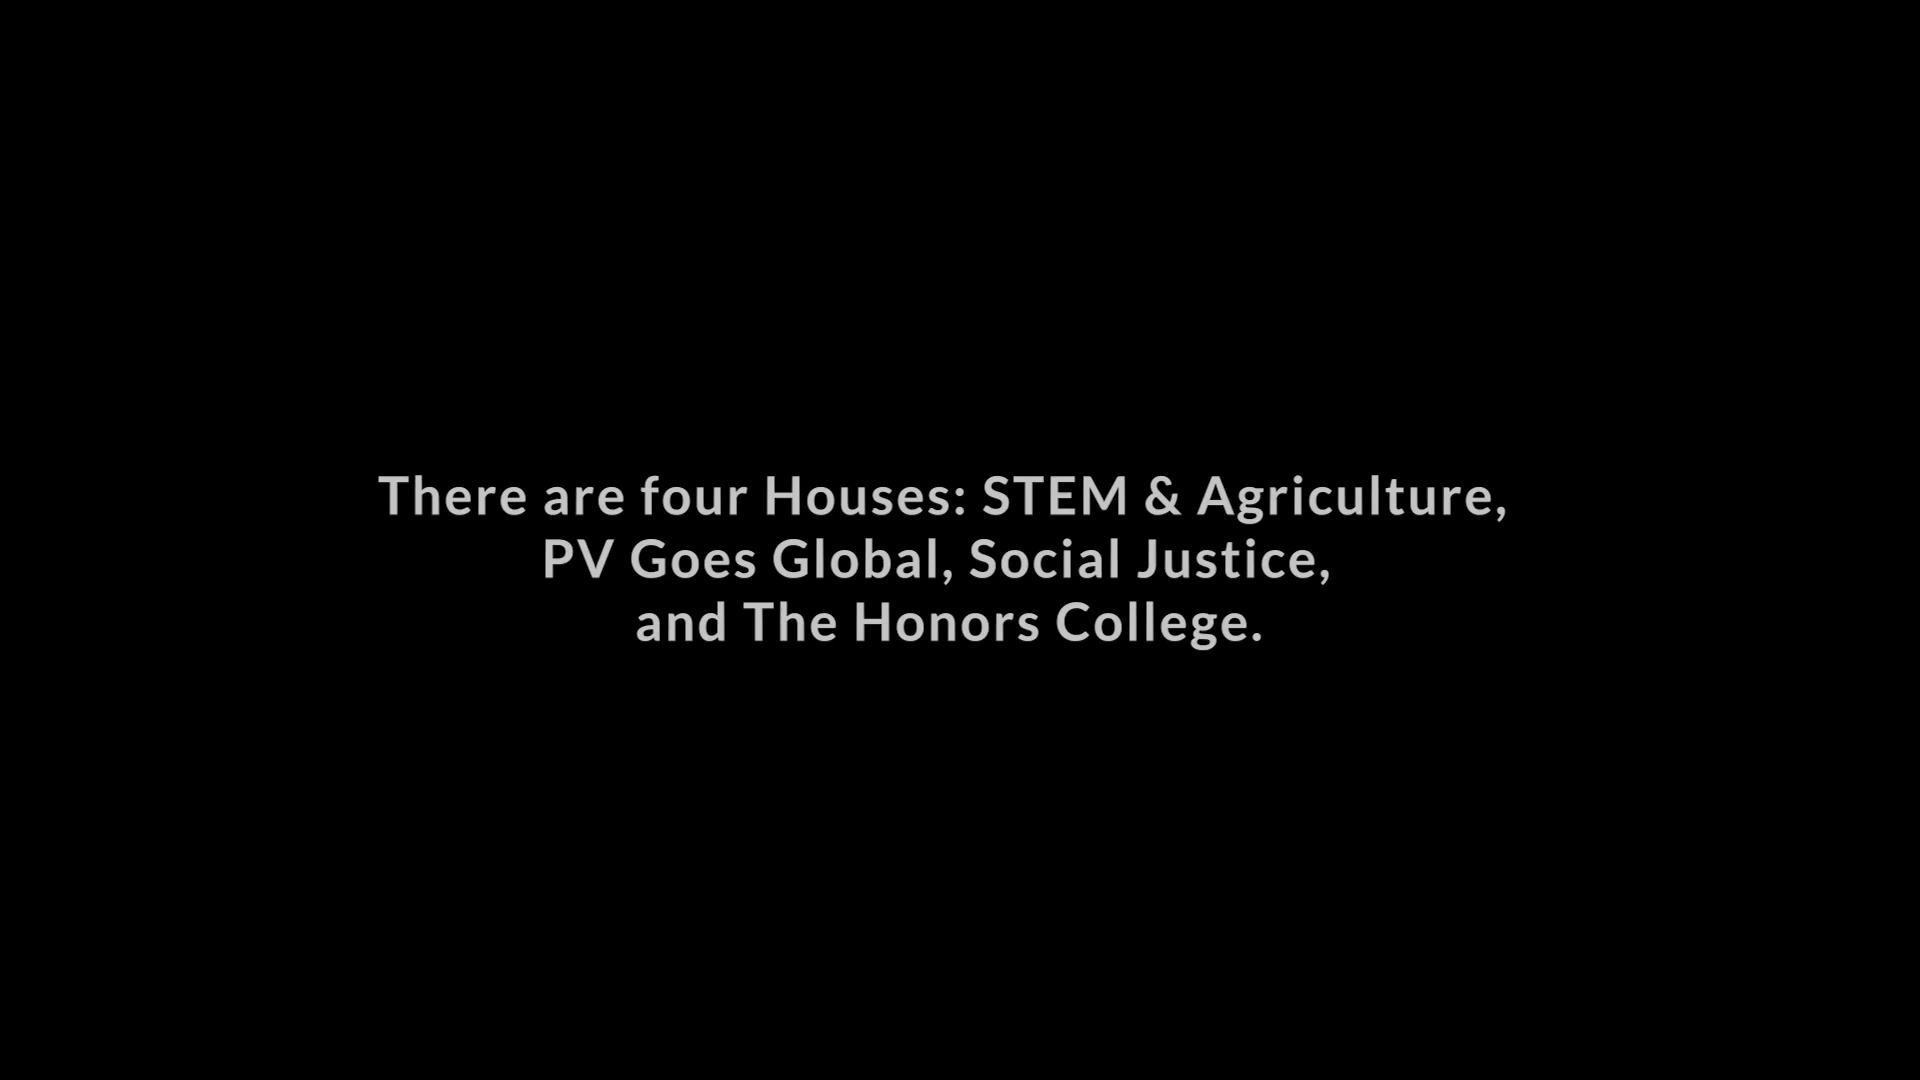 There are four Houses: STEM & Agriculture,
PV Goes Global, Social Justice,
and The Honors College.